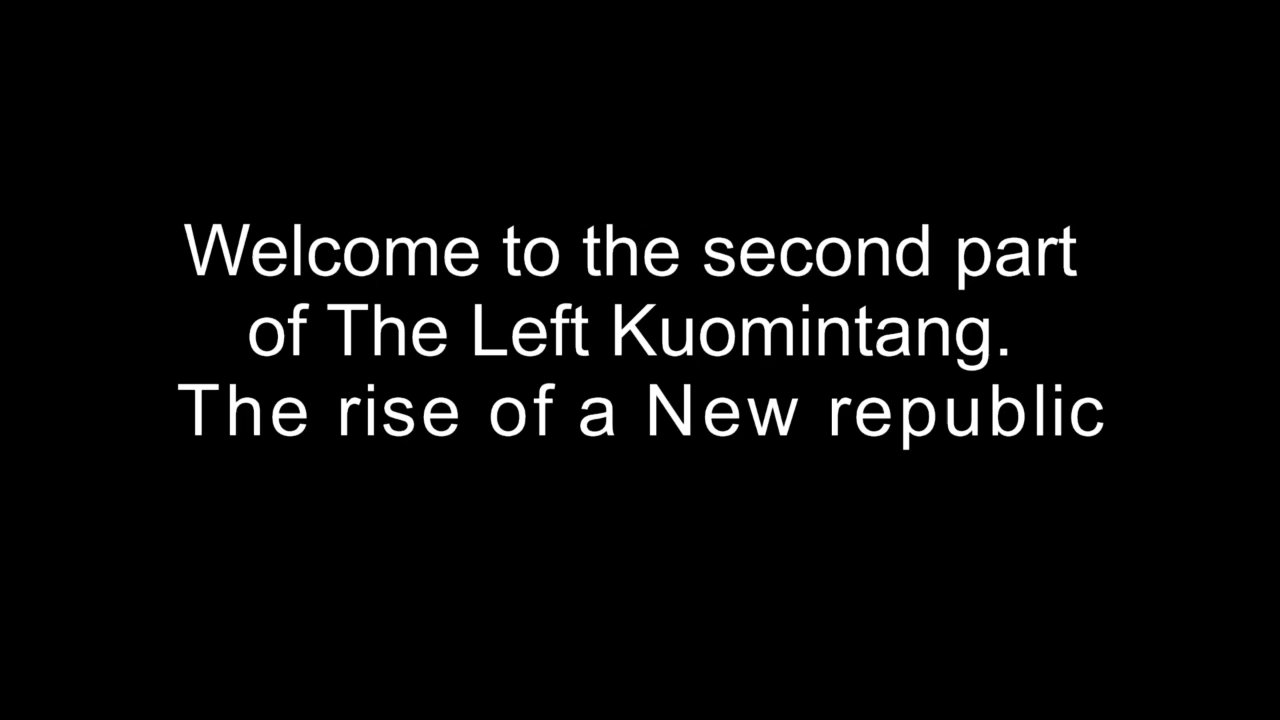 Welcome to the second part
of The Left Kuomintang.
The rise of a New republic